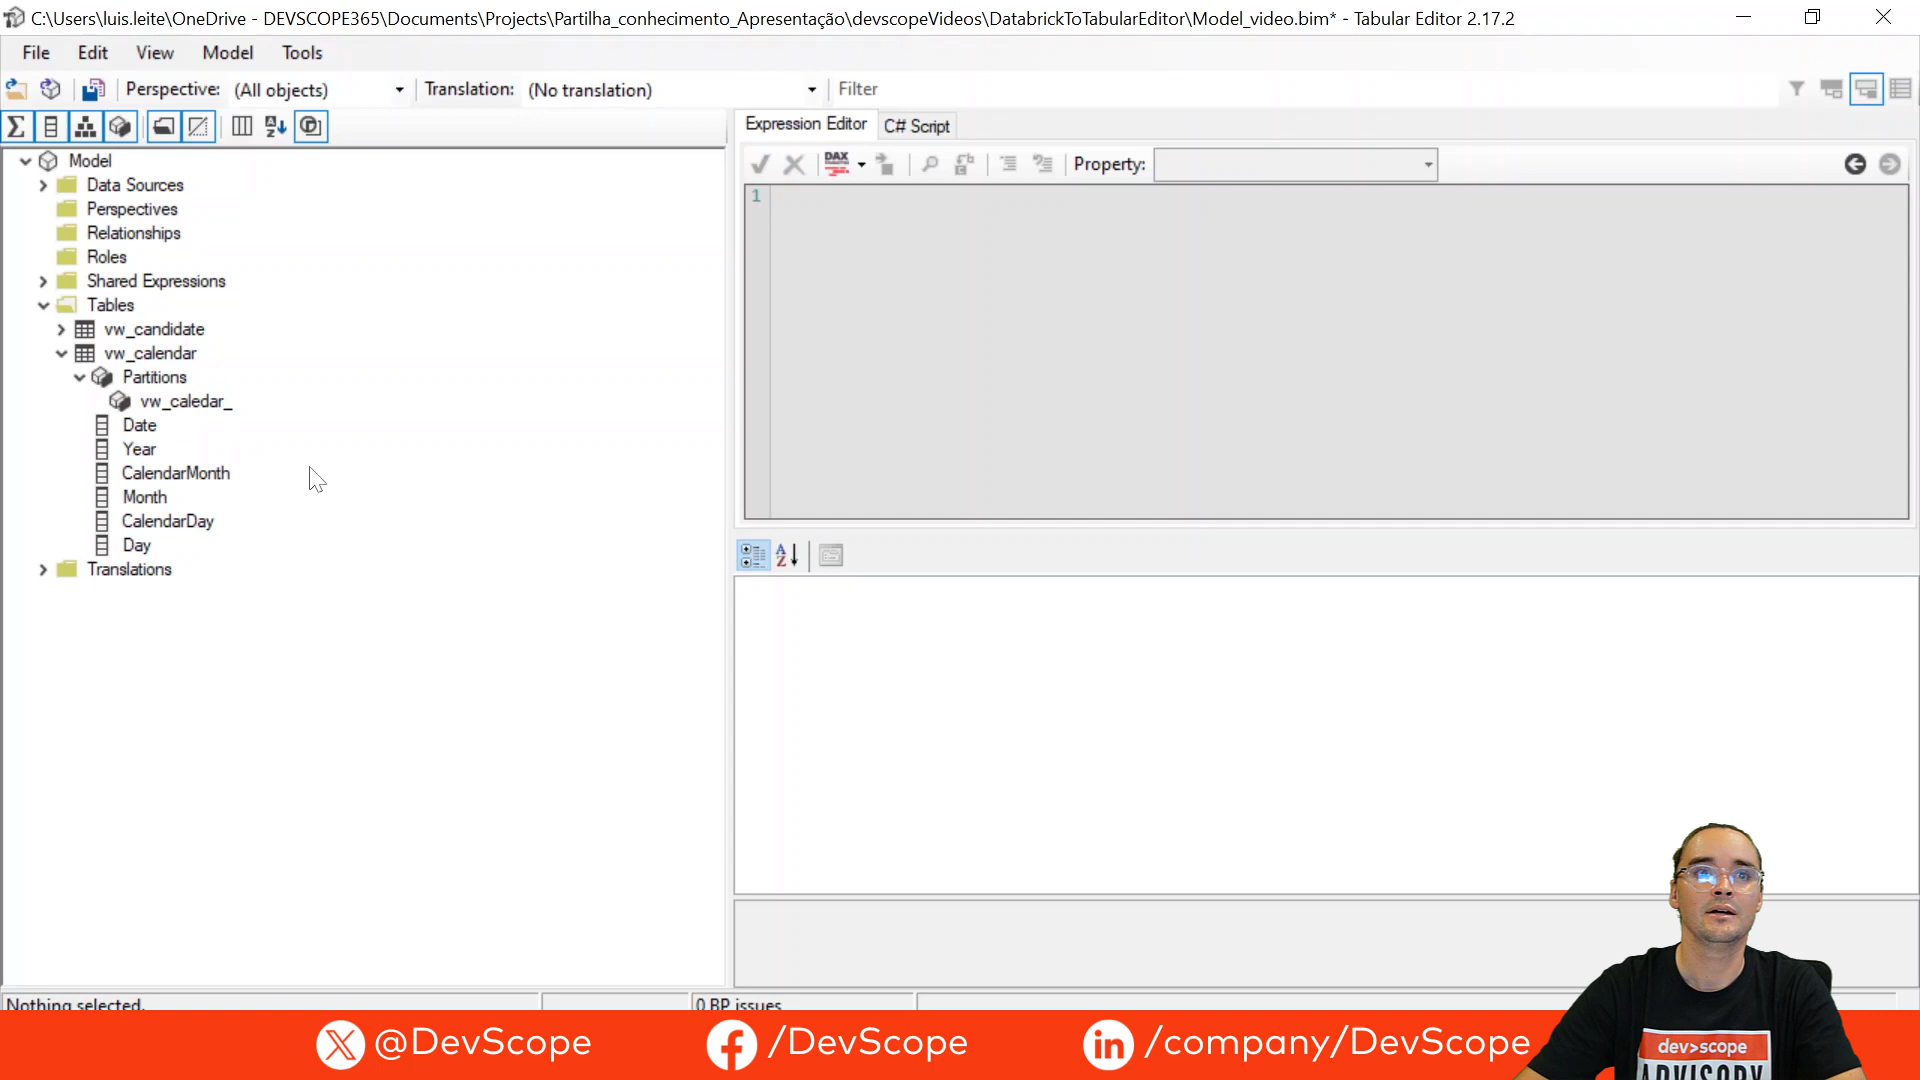 C:\Users\luis.leite\OneDrive - DEVSCOPE365\Documents\Projects\Partilha_conhecimento_Apresentação\devscopeVideos\DatabrickToTabularEditor\Model_video.bim* - Tabular Editor 2.17.2
File Edit View Model Tools
Perspective: (All objects) Translation: (No translation) Filter
Expression Editor C# Script
DAX Property:
1
Model
Data Sources
Perspectives
Relationships
Roles
Shared Expressions
Tables
vw_candidate
vw_calendar
Partitions
vw_caledar_
Date
Year
CalendarMonth
Month
CalendarDay
Day
Translations
Nothing selected. 0 BP issues
@DevScope /DevScope /company/DevScope
dev>scope
ADVISORY